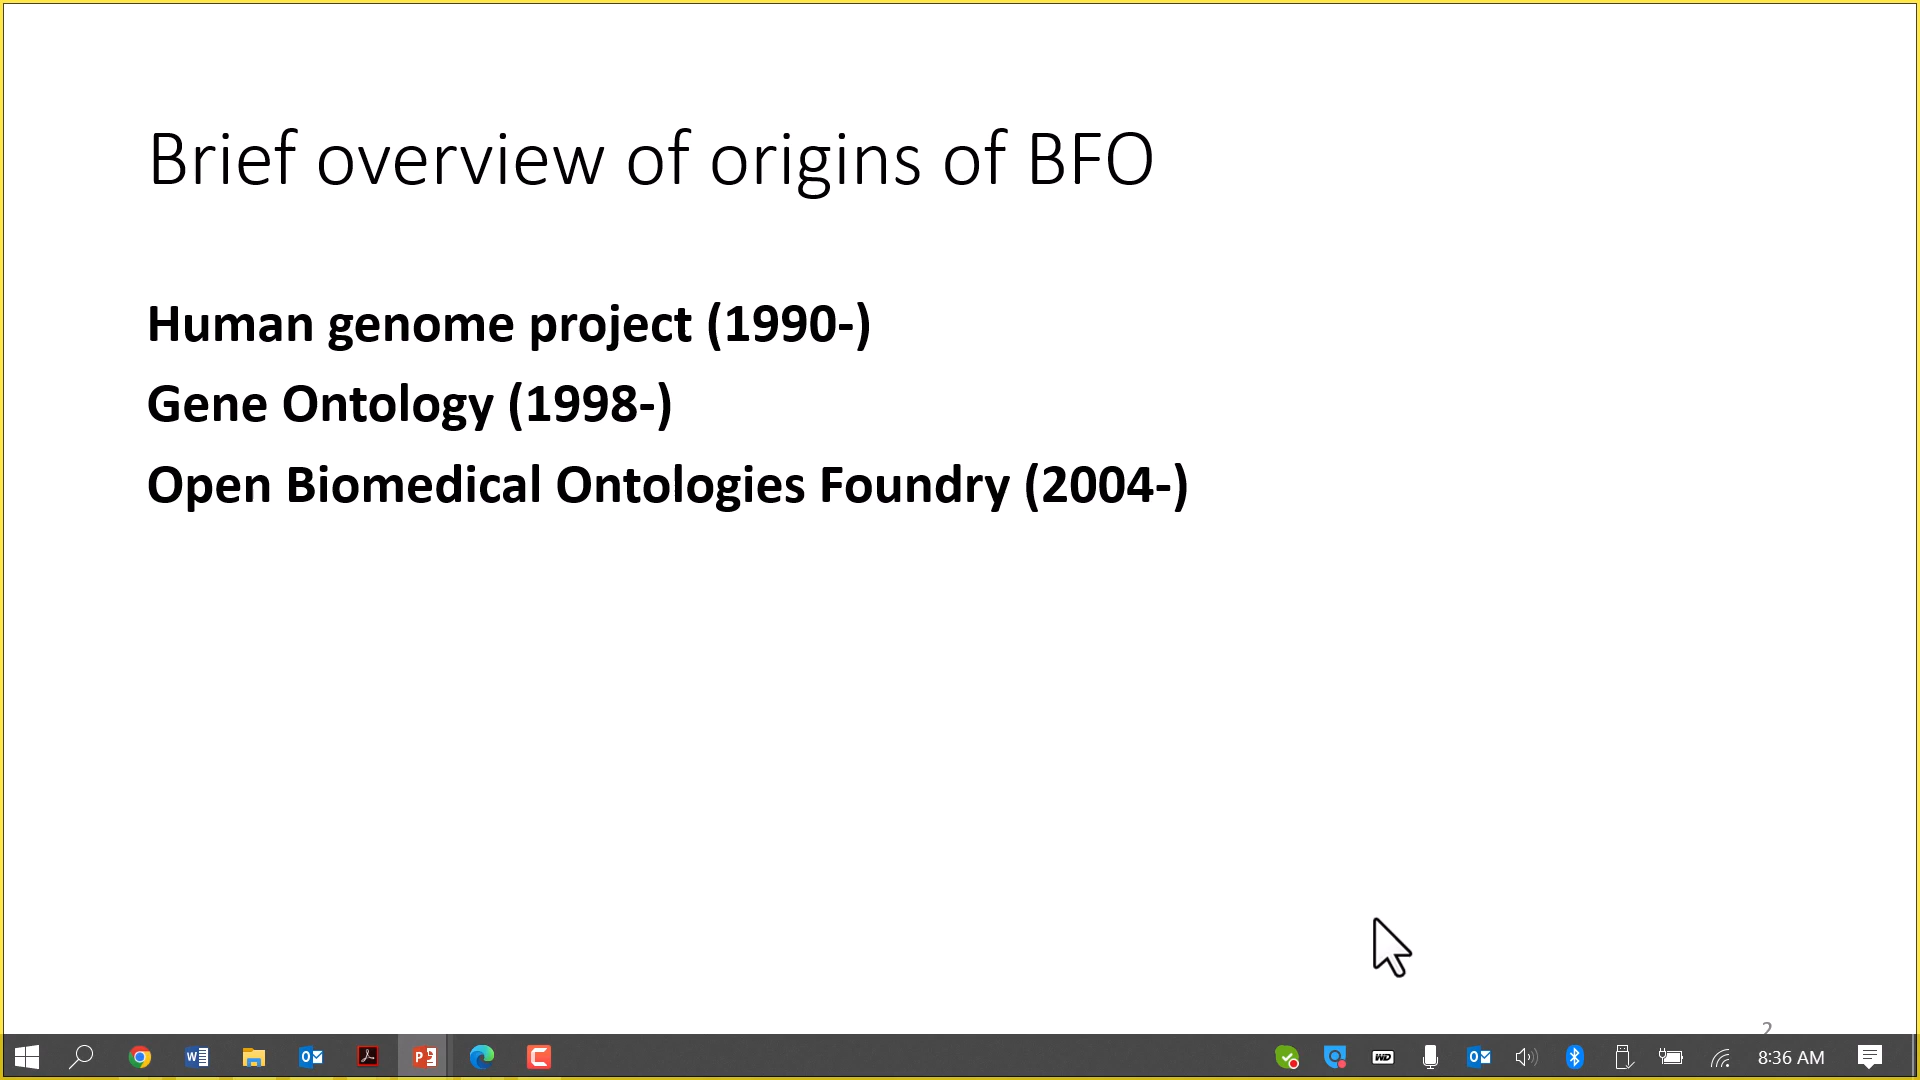 Brief overview of origins of BFO
Human genome project (1990-)
Gene Ontology (1998-)
Open Biomedical Ontologies Foundry (2004-)
2
8:36 AM